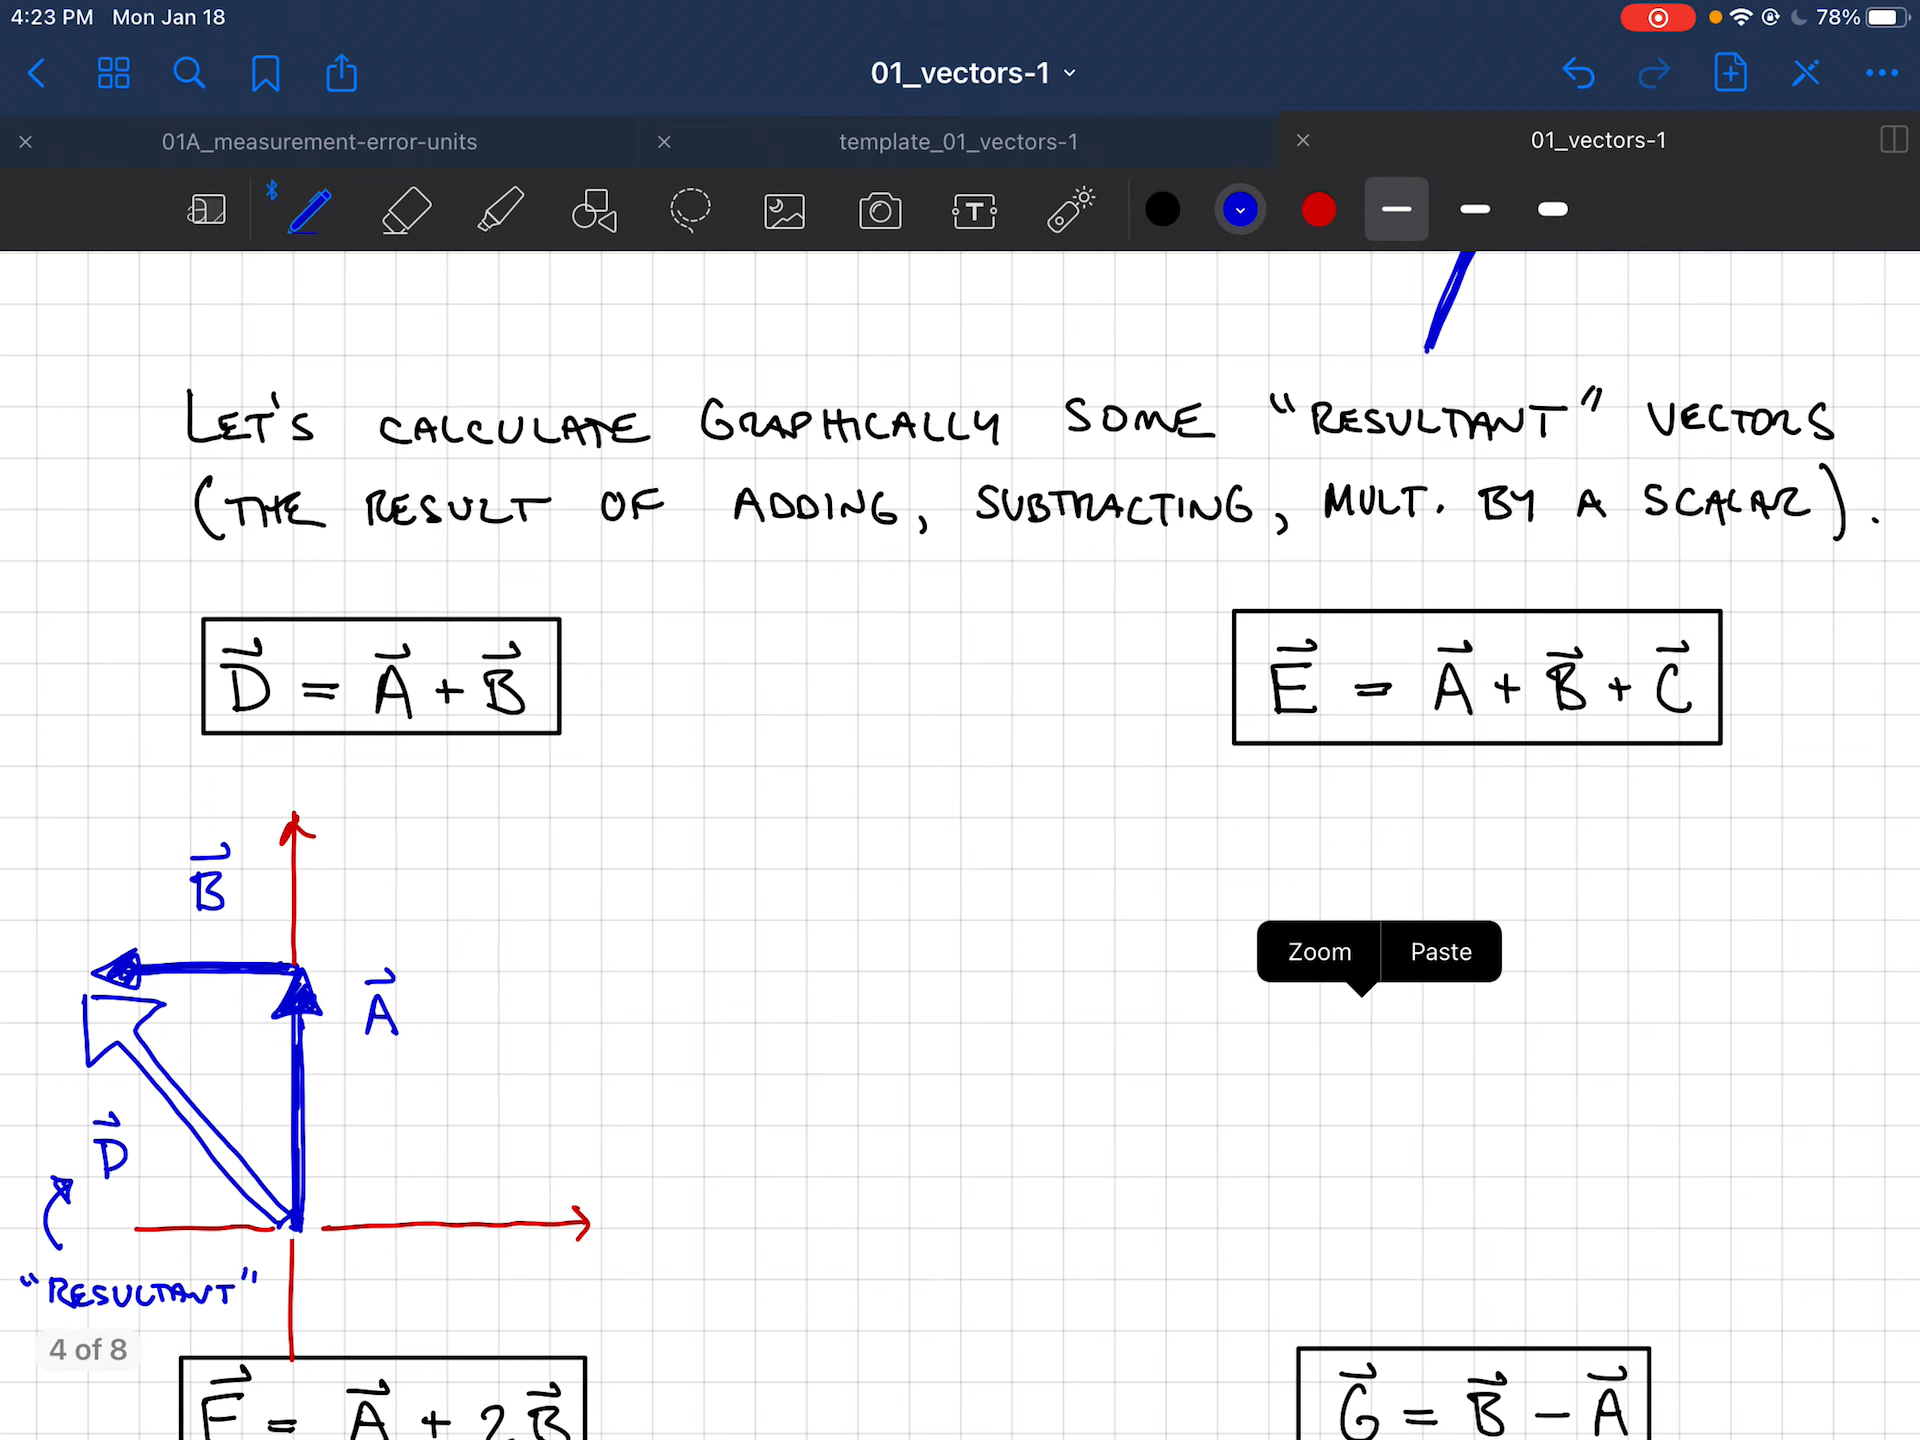 4:23 PM Mon Jan 18 78%
01_vectors-1
01A_measurement-error-units template_01_vectors-1 01_vectors-1
T
LET'S CALCULATE GRAPHICALLY SOME "RESULTANT" VECTORS
(THE RESULT OF ADDING, SUBTRACTING, MULT. BY A SCALAR).
D⃗ = A⃗ + B⃗
E⃗ = A⃗ + B⃗ + C⃗
B⃗
A⃗
Zoom Paste
D⃗
"RESULTANT"
4 of 8
F⃗ = A⃗ + 2B⃗
G⃗ = B⃗ − A⃗